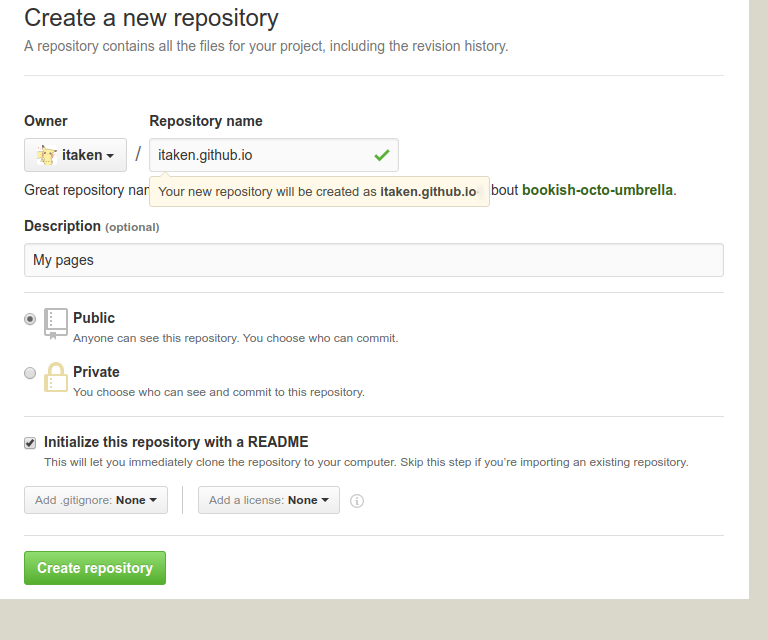 Create a new repository
A repository contains all the files for your project, including the revision history.
Owner Repository name
itaken / itaken.github.io
Your new repository will be created as itaken.github.io
Great repository nam bout bookish-octo-umbrella.
Description (optional)
My pages
Public
Anyone can see this repository. You choose who can commit.
Private
You choose who can see and commit to this repository.
Initialize this repository with a README
This will let you immediately clone the repository to your computer. Skip this step if you’re importing an existing repository.
Add .gitignore: None Add a license: None
Create repository